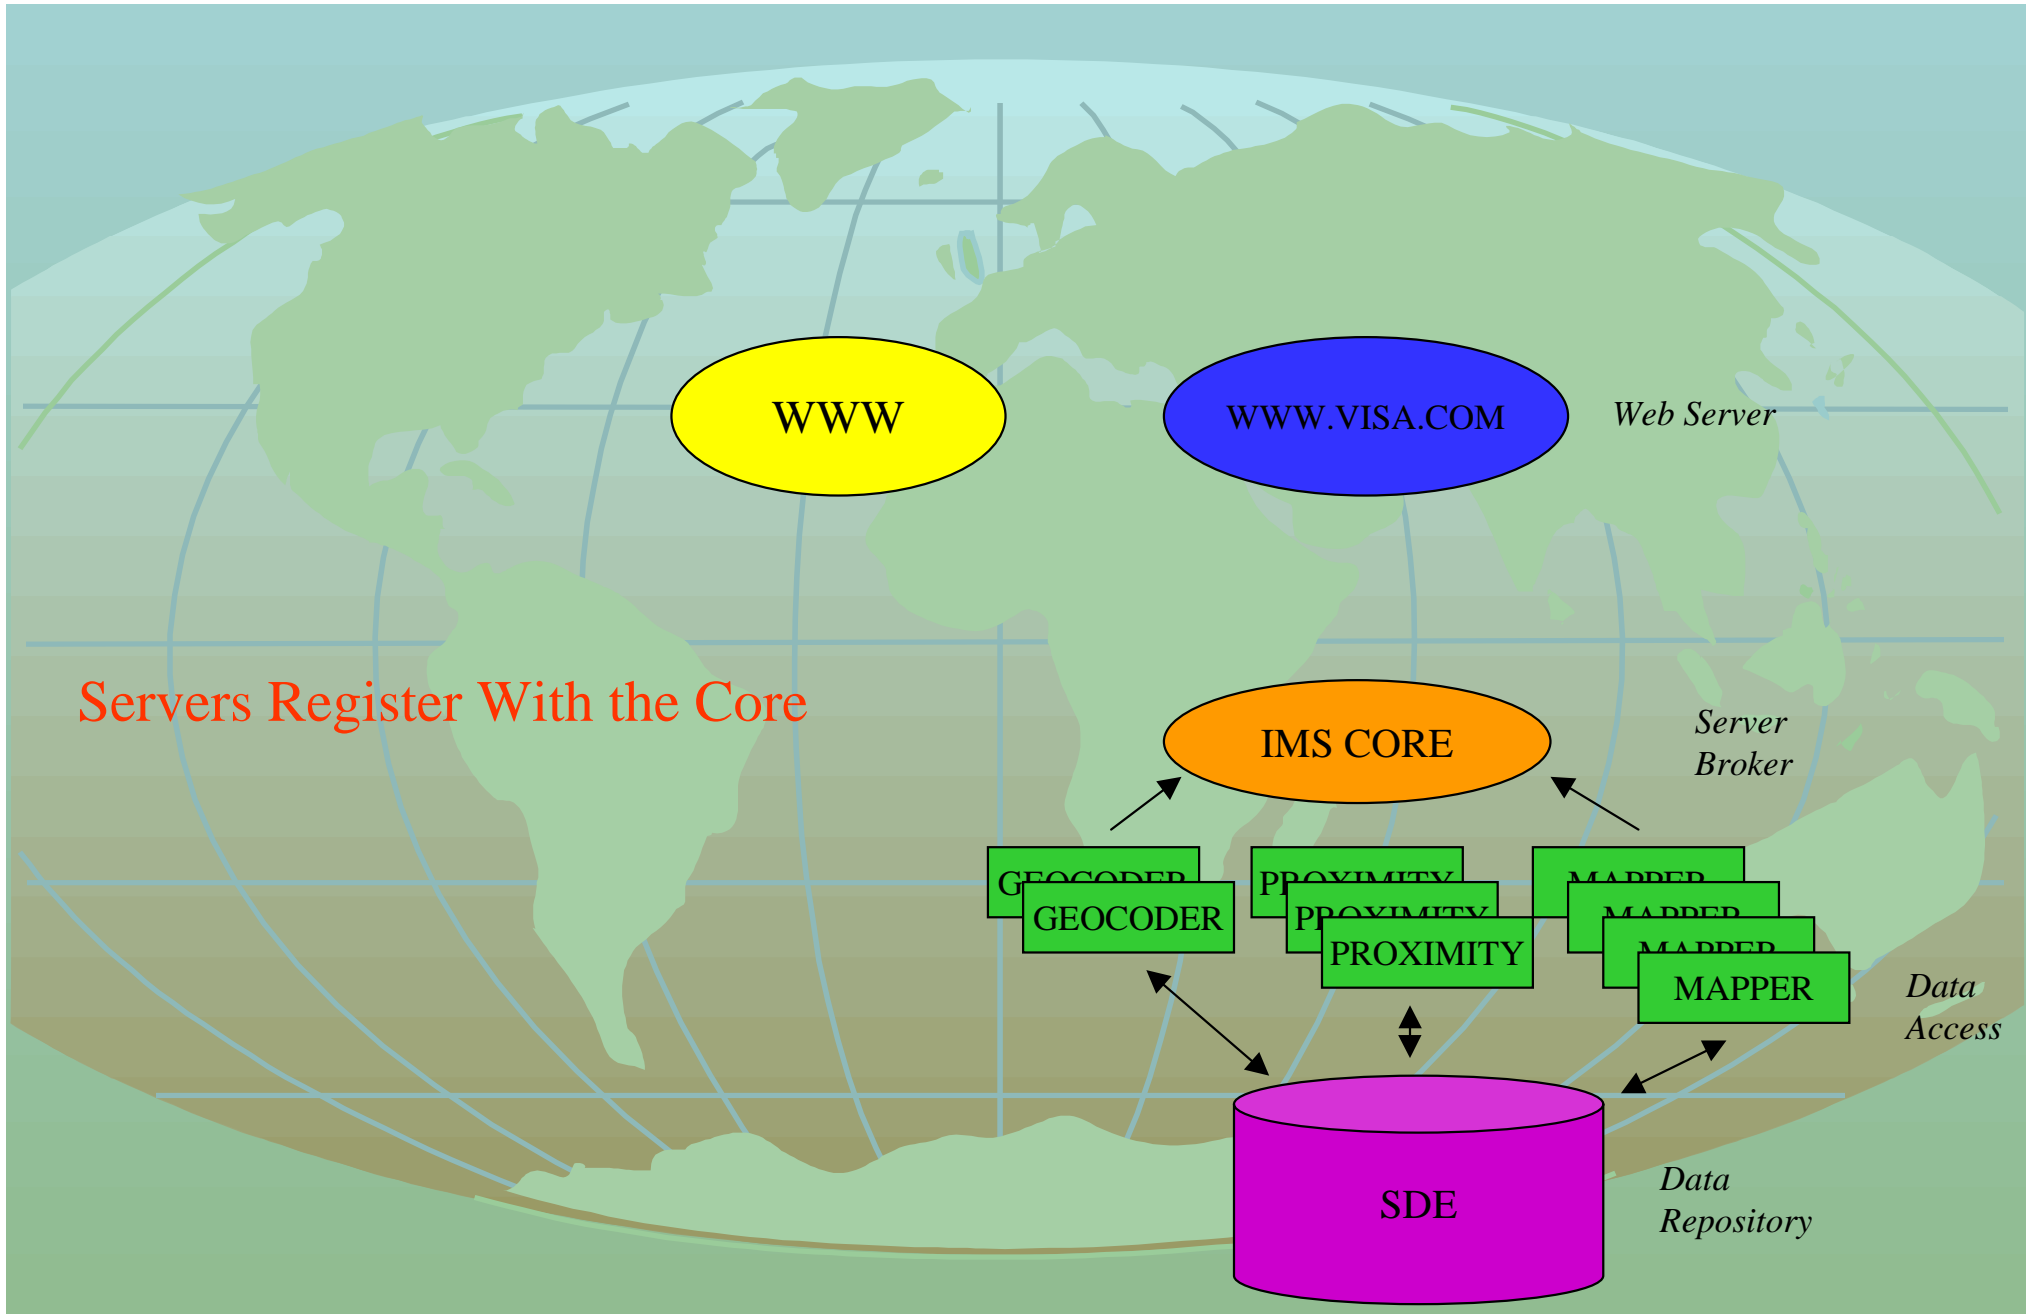 WWW
WWW.VISA.COM
Web Server
Servers Register With the Core
IMS CORE
Server
Broker
GEOCODER
GEOCODER
PROXIMITY
PROXIMITY
PROXIMITY
MAPPER
MAPPER
MAPPER
MAPPER
Data
Access
SDE
Data
Repository